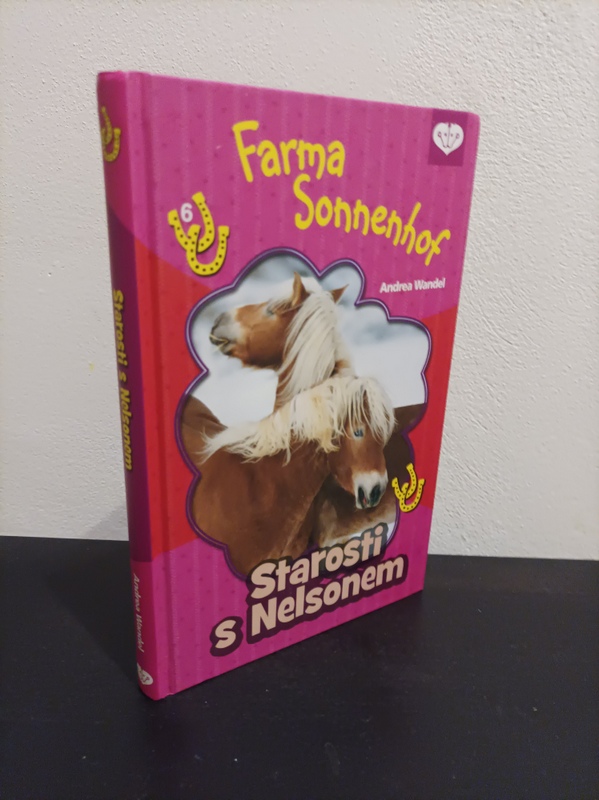 Farma
Sonnenhof
6
Andrea Wandel
Starosti
s Nelsonem
Starosti s Nelsonem
Andrea Wandel